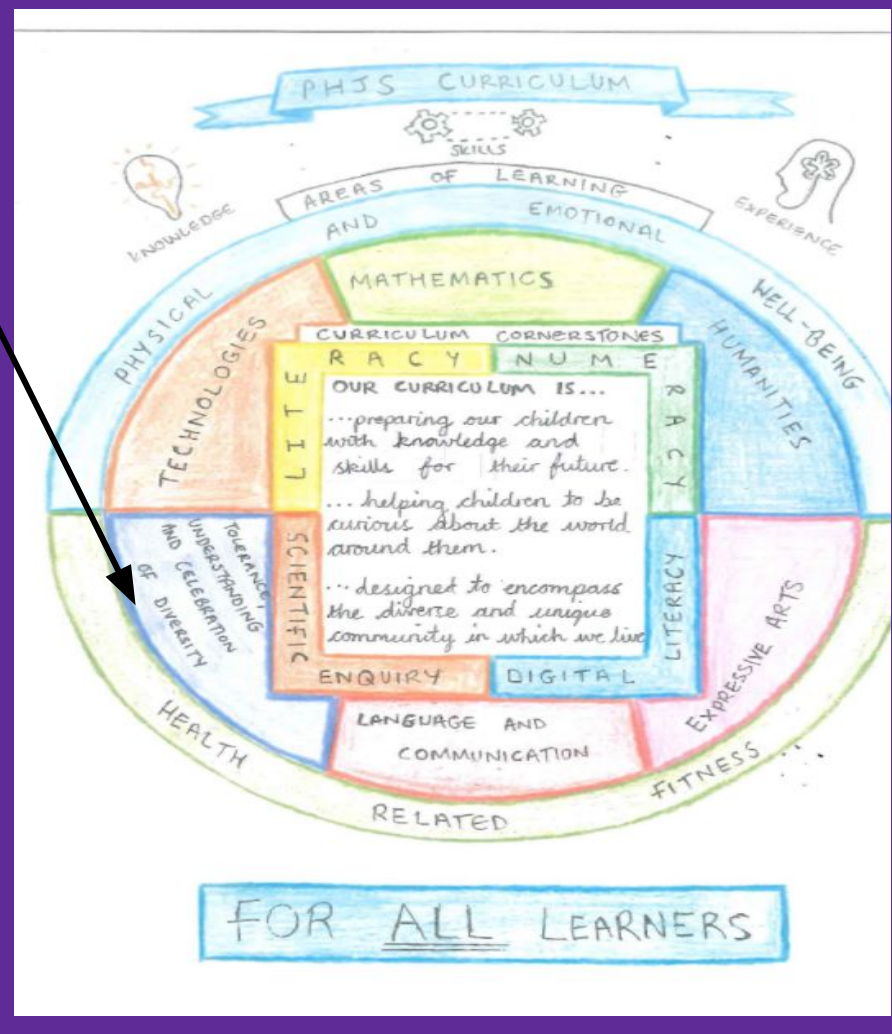 PHJS CURRICULUM
SKILLS
KNOWLEDGE
AREAS OF LEARNING
EXPERIENCE
PHYSICAL AND EMOTIONAL WELL-BEING
MATHEMATICS
TECHNOLOGIES
HUMANITIES
CURRICULUM CORNERSTONES
LITERACY
NUMERACY
OUR CURRICULUM IS...
...preparing our children
with knowledge and
skills for their future.
... helping children to be
curious about the world
around them.
... designed to encompass
the diverse and unique
community in which we live
SCIENTIFIC
ENQUIRY
DIGITAL
LITERACY
TOLERANCE,
UNDERSTANDING
AND CELEBRATION
OF DIVERSITY
EXPRESSIVE ARTS
LANGUAGE AND
COMMUNICATION
HEALTH RELATED FITNESS
FOR ALL LEARNERS